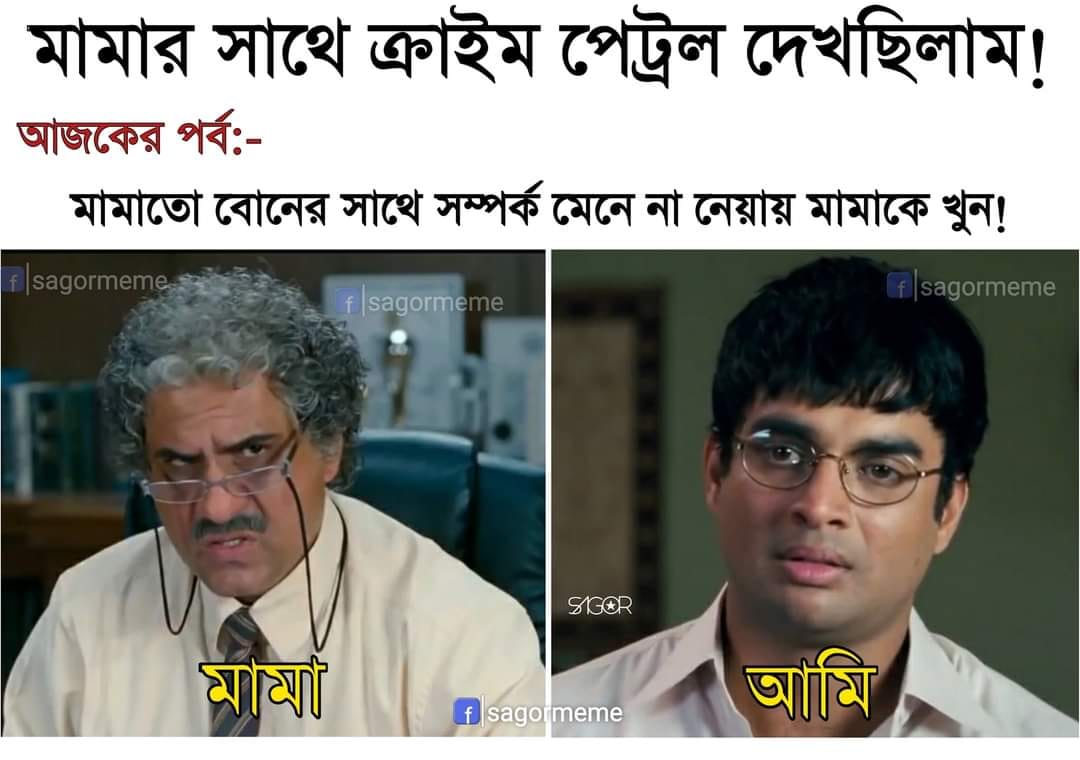 মামার সাথে ক্রাইম পেট্রল দেখছিলাম!
আজকের পর্ব:-
মামাতো বোনের সাথে সম্পর্ক মেনে না নেয়ায় মামাকে খুন!
f|sagormeme
f|sagormeme
f|sagormeme
SAGOR
মামা
আমি
f|sagormeme